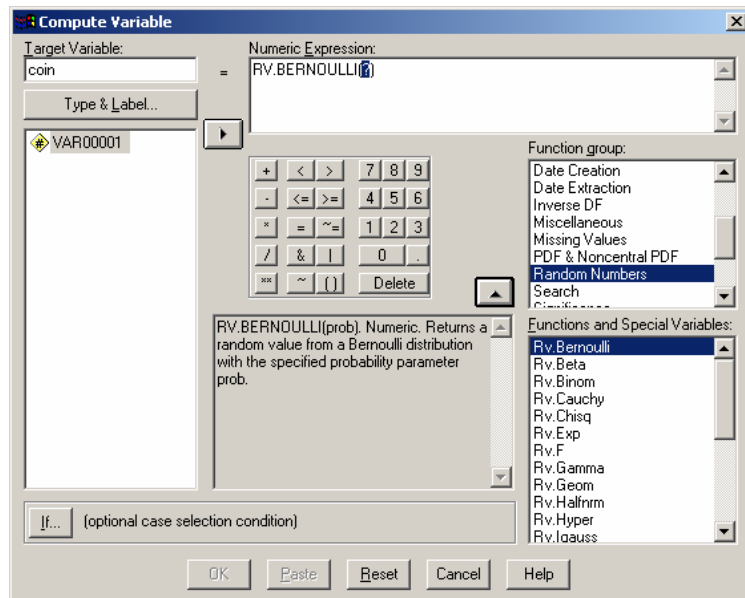 Compute Variable
Target Variable:
Numeric Expression:
coin
=
RV.BERNOULLI(?)
Type & Label...
VAR00001
+ < > 7 8 9
- <= >= 4 5 6
* = ~= 1 2 3
/ & | 0 .
** ~ () Delete
Function group:
Date Creation
Date Extraction
Inverse DF
Miscellaneous
Missing Values
PDF & Noncentral PDF
Random Numbers
Search
RV.BERNOULLI(prob). Numeric. Returns a
random value from a Bernoulli distribution
with the specified probability parameter
prob.
Functions and Special Variables:
Rv.Bernoulli
Rv.Beta
Rv.Binom
Rv.Cauchy
Rv.Chisq
Rv.Exp
Rv.F
Rv.Gamma
Rv.Geom
Rv.Halfnrm
Rv.Hyper
Rv.Igauss
If... (optional case selection condition)
OK Paste Reset Cancel Help